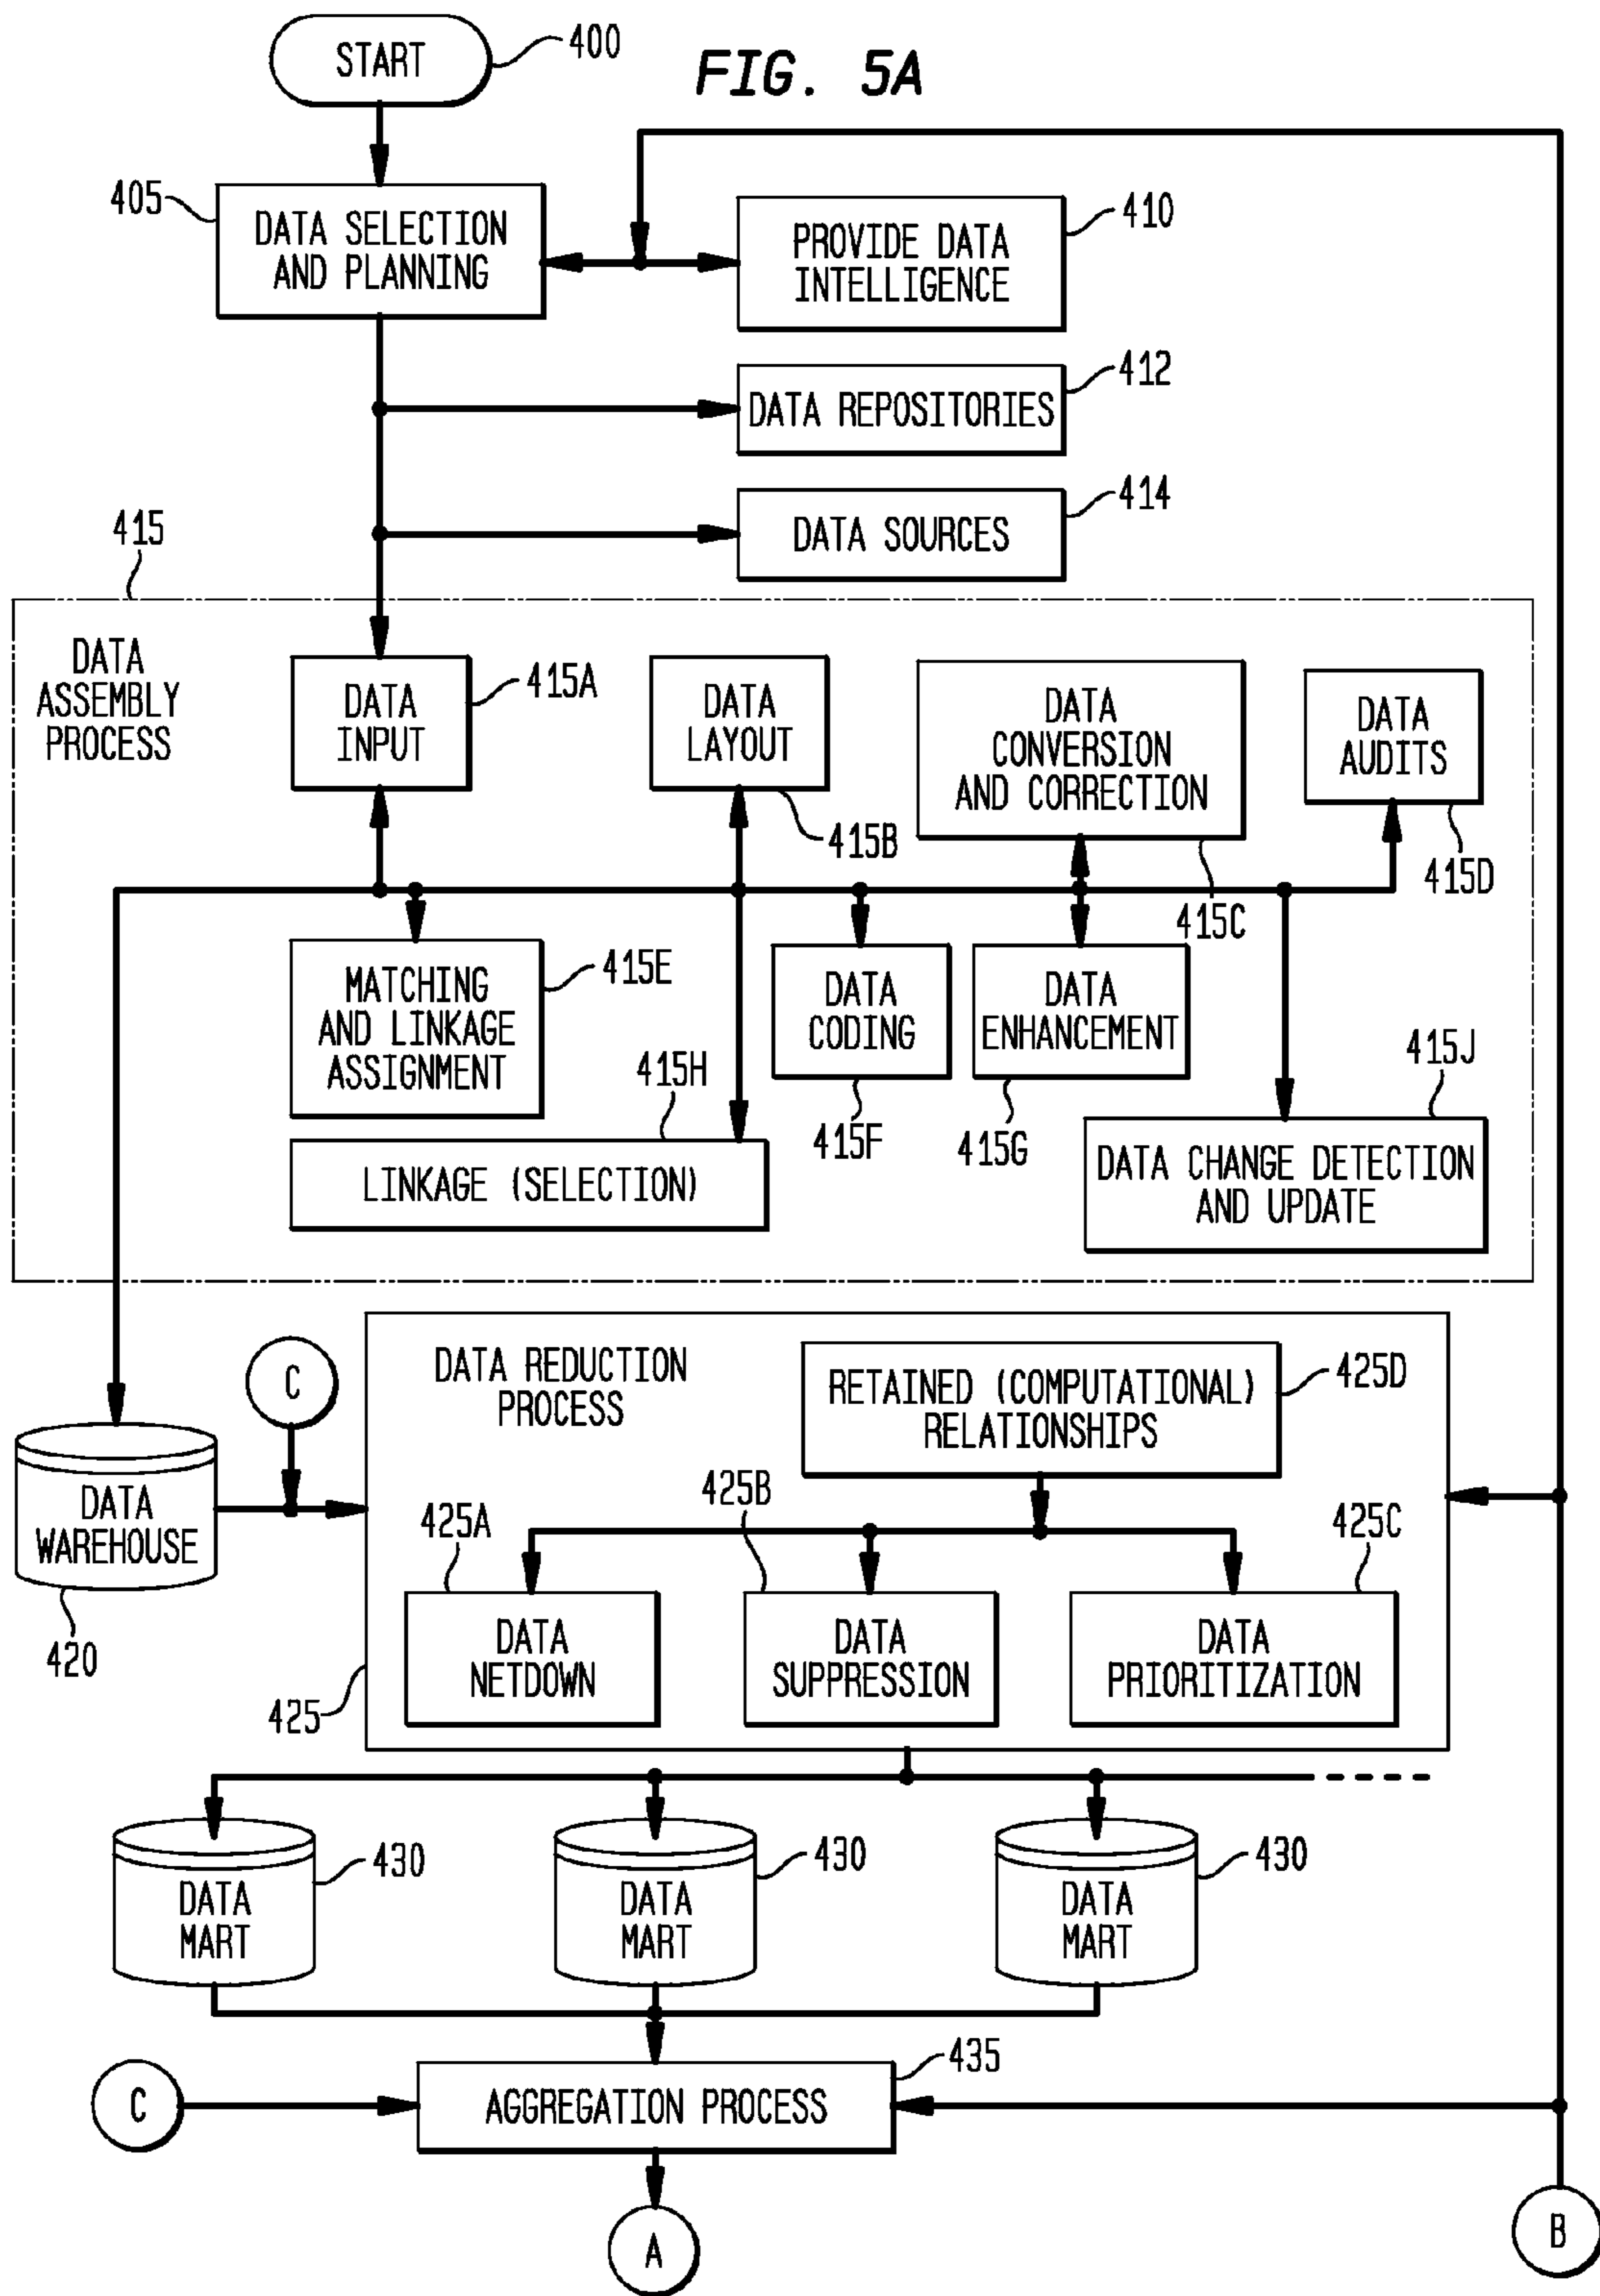 START
400
FIG. 5A
405
DATA SELECTION
AND PLANNING
410
PROVIDE DATA
INTELLIGENCE
412
DATA REPOSITORIES
414
DATA SOURCES
415
DATA
ASSEMBLY
PROCESS
DATA
INPUT
415A
DATA
LAYOUT
415B
DATA
CONVERSION
AND CORRECTION
415C
DATA
AUDITS
415D
MATCHING
AND LINKAGE
ASSIGNMENT
415E
DATA
CODING
415F
DATA
ENHANCEMENT
415G
415H
LINKAGE (SELECTION)
415J
DATA CHANGE DETECTION
AND UPDATE
C
DATA
WAREHOUSE
420
DATA REDUCTION
PROCESS
425
RETAINED (COMPUTATIONAL)
RELATIONSHIPS
425D
425A
DATA
NETDOWN
425B
DATA
SUPPRESSION
425C
DATA
PRIORITIZATION
DATA
MART
430
DATA
MART
430
DATA
MART
430
C
AGGREGATION PROCESS
435
A
B